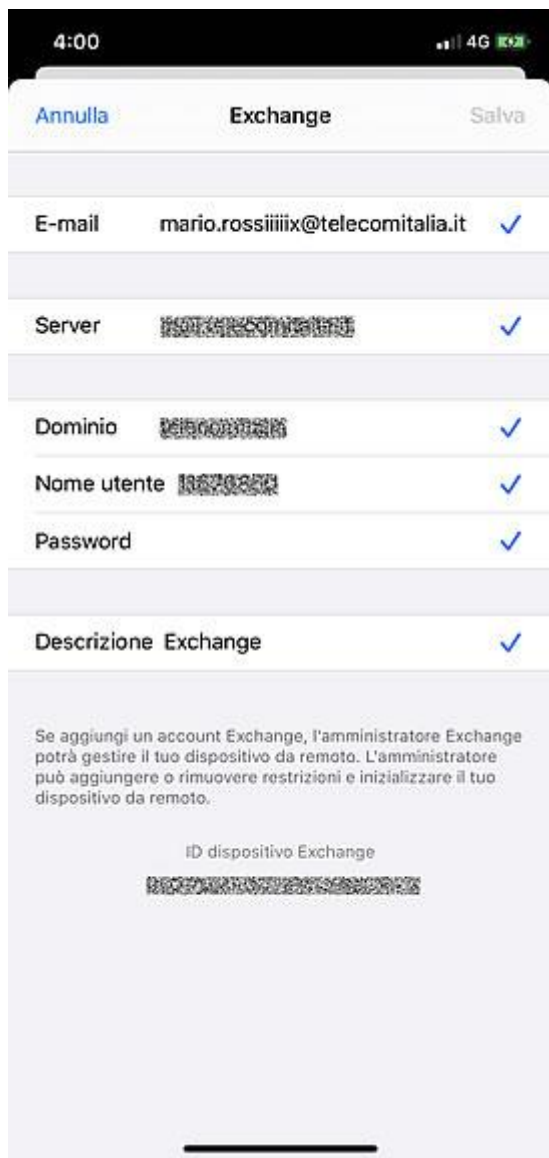 4:00 4G
Annulla Exchange Salva
E-mail mario.rossiiiiix@telecomitalia.it
Server
Dominio
Nome utente
Password
Descrizione Exchange
Se aggiungi un account Exchange, l'amministratore Exchange
potrà gestire il tuo dispositivo da remoto. L'amministratore
può aggiungere o rimuovere restrizioni e inizializzare il tuo
dispositivo da remoto.
ID dispositivo Exchange